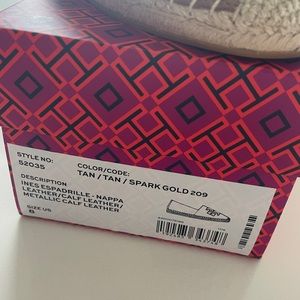 STYLE NO:
52035
COLOR/CODE:
TAN / TAN / SPARK GOLD 209
DESCRIPTION
INES ESPADRILLE - NAPPA
LEATHER/CALF LEATHER/
METALLIC CALF LEATHER
SIZE US
8